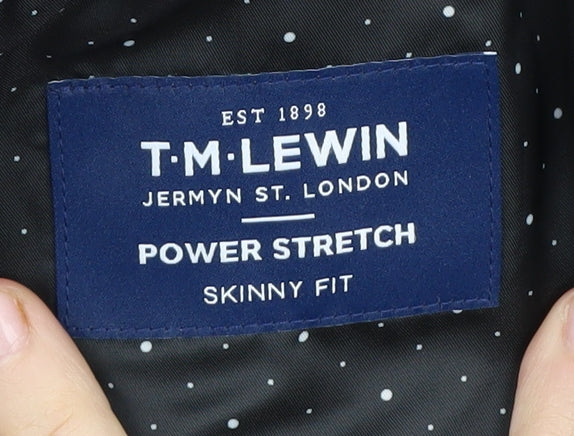 EST 1898
T·M·LEWIN
JERMYN ST. LONDON
POWER STRETCH
SKINNY FIT